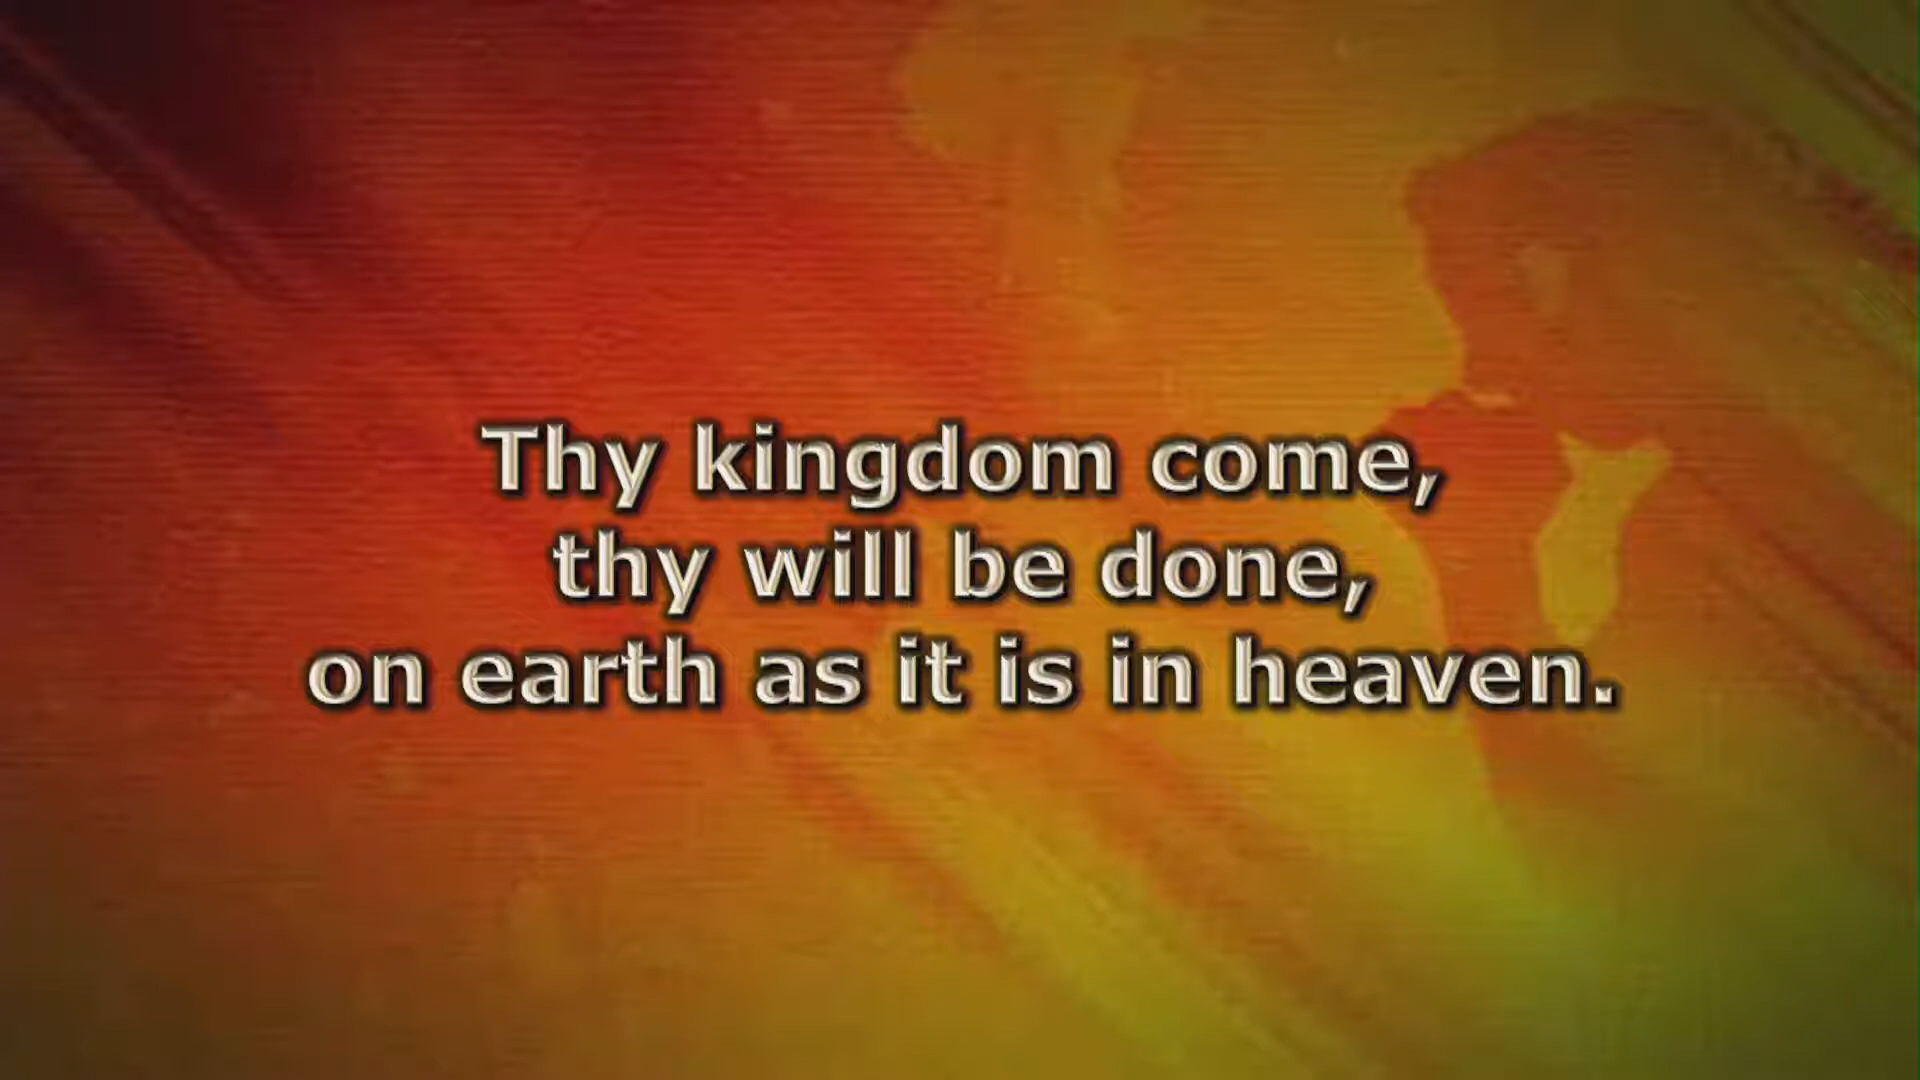 Thy kingdom come,
thy will be done,
on earth as it is in heaven.